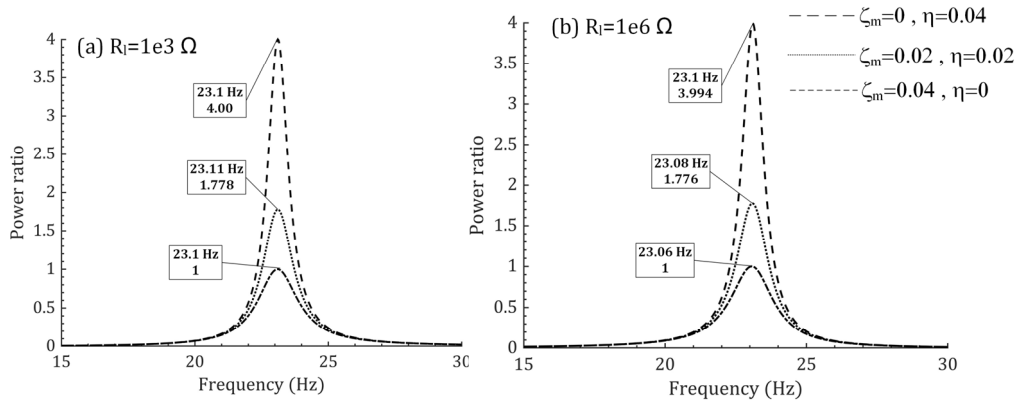 (a) Rₗ=1e3 Ω
4
3.5
3
2.5
2
1.5
1
0.5
0
Power ratio
23.1 Hz
4.00
23.11 Hz
1.778
23.1 Hz
1
15
20
25
30
Frequency (Hz)
(b) Rₗ=1e6 Ω
4
3.5
3
2.5
2
1.5
1
0.5
0
Power ratio
23.1 Hz
3.994
23.08 Hz
1.776
23.06 Hz
1
15
20
25
30
Frequency (Hz)
ζₘ=0 , η=0.04
ζₘ=0.02 , η=0.02
ζₘ=0.04 , η=0